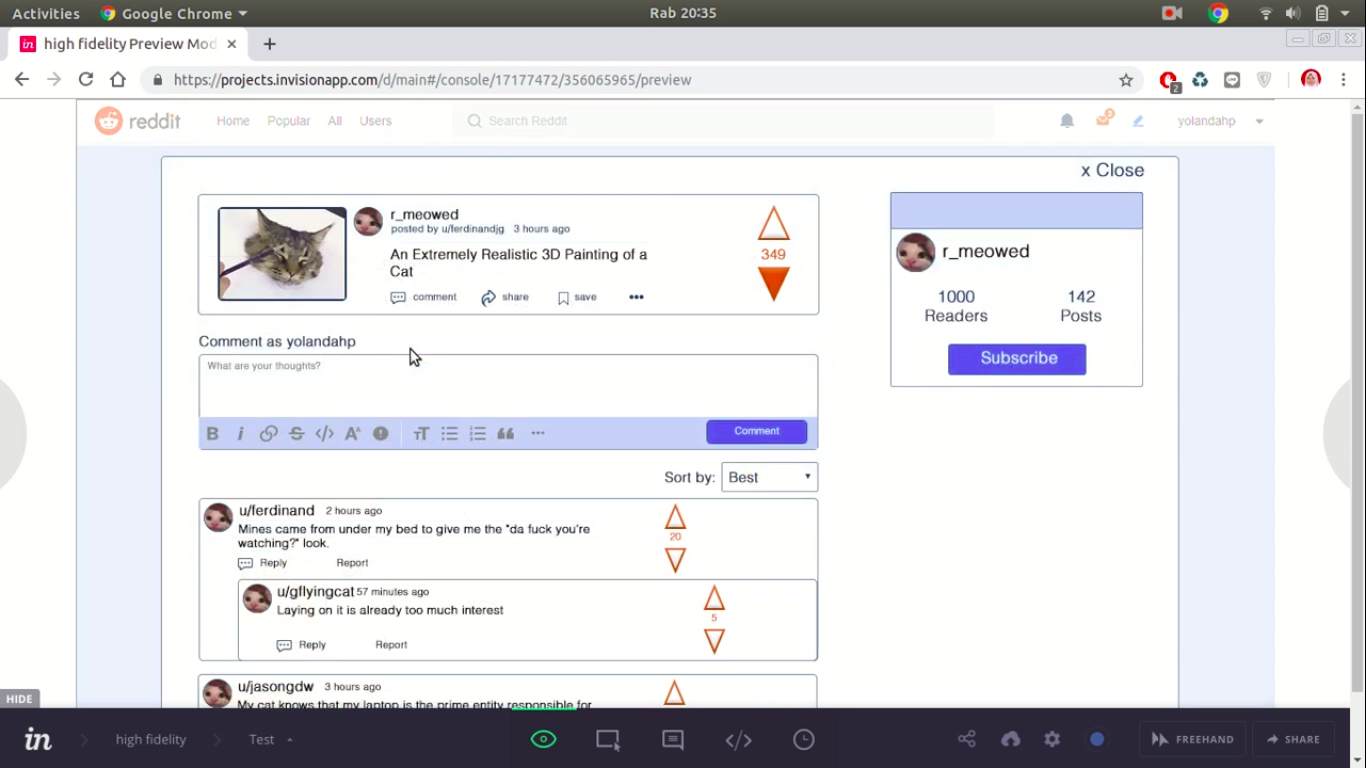 Activities Google Chrome Rab 20:35
high fidelity Preview Mod
https://projects.invisionapp.com/d/main#/console/17177472/356065965/preview
2
reddit Home Popular All Users Search Reddit 3 yolandahp
x Close
r_meowed
posted by u/ferdinandjg 3 hours ago
An Extremely Realistic 3D Painting of a
Cat
comment share save •••
349
r_meowed
1000 142
Readers Posts
Subscribe
Comment as yolandahp
What are your thoughts?
B i S </> A T ···
Comment
Sort by: Best
u/ferdinand 2 hours ago
Mines came from under my bed to give me the "da fuck you're
watching?" look.
Reply Report
20
u/gflyingcat 57 minutes ago
Laying on it is already too much interest
Reply Report
5
u/jasongdw 3 hours ago
My cat knows that my laptop is the prime entity responsible for
HIDE
in high fidelity Test </> FREEHAND SHARE